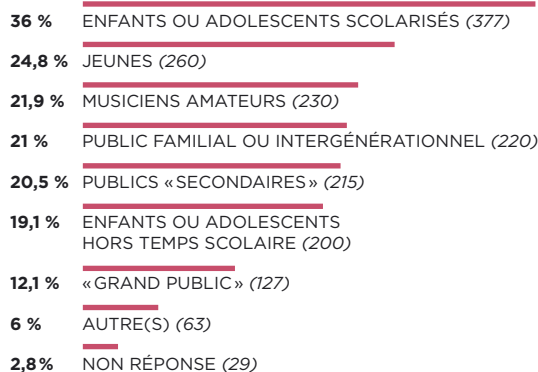 36 % ENFANTS OU ADOLESCENTS SCOLARISÉS (377)
24,8 % JEUNES (260)
21,9 % MUSICIENS AMATEURS (230)
21 % PUBLIC FAMILIAL OU INTERGÉNÉRATIONNEL (220)
20,5 % PUBLICS «SECONDAIRES» (215)
19,1 % ENFANTS OU ADOLESCENTS
HORS TEMPS SCOLAIRE (200)
12,1 % «GRAND PUBLIC» (127)
6 % AUTRE(S) (63)
2,8% NON RÉPONSE (29)